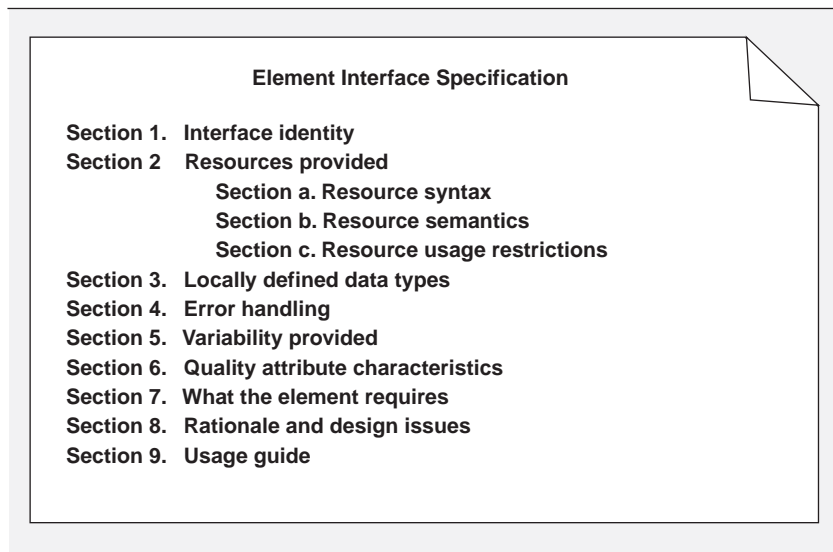 Element Interface Specification
Section 1. Interface identity
Section 2 Resources provided
Section a. Resource syntax
Section b. Resource semantics
Section c. Resource usage restrictions
Section 3. Locally defined data types
Section 4. Error handling
Section 5. Variability provided
Section 6. Quality attribute characteristics
Section 7. What the element requires
Section 8. Rationale and design issues
Section 9. Usage guide